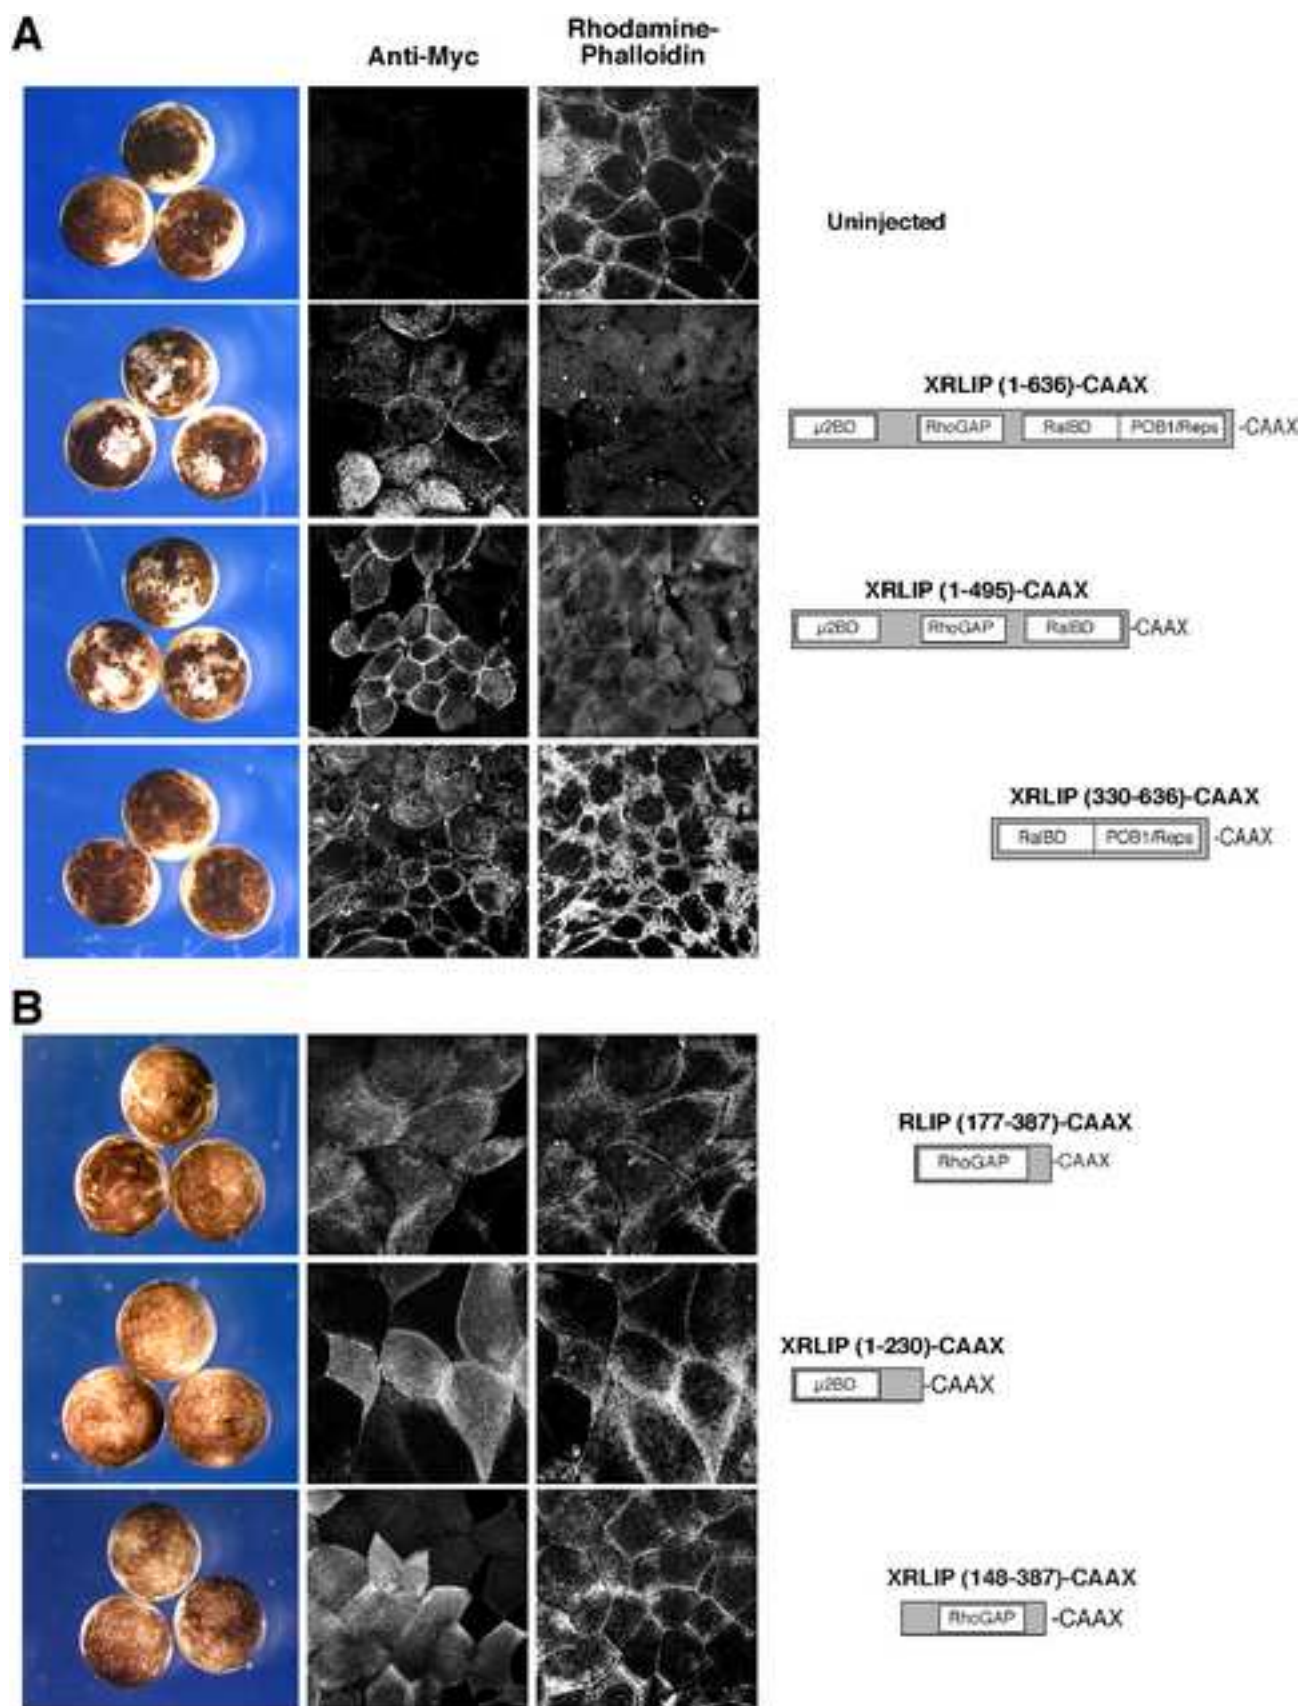 A
Anti-Myc
Rhodamine-
Phalloidin
Uninjected
XRLIP (1-636)-CAAX
µ2BD RhoGAP RalBD POB1/Reps -CAAX
XRLIP (1-495)-CAAX
µ2BD RhoGAP RalBD -CAAX
XRLIP (330-636)-CAAX
RalBD POB1/Reps -CAAX
B
RLIP (177-387)-CAAX
RhoGAP -CAAX
XRLIP (1-230)-CAAX
µ2BD -CAAX
XRLIP (148-387)-CAAX
RhoGAP -CAAX